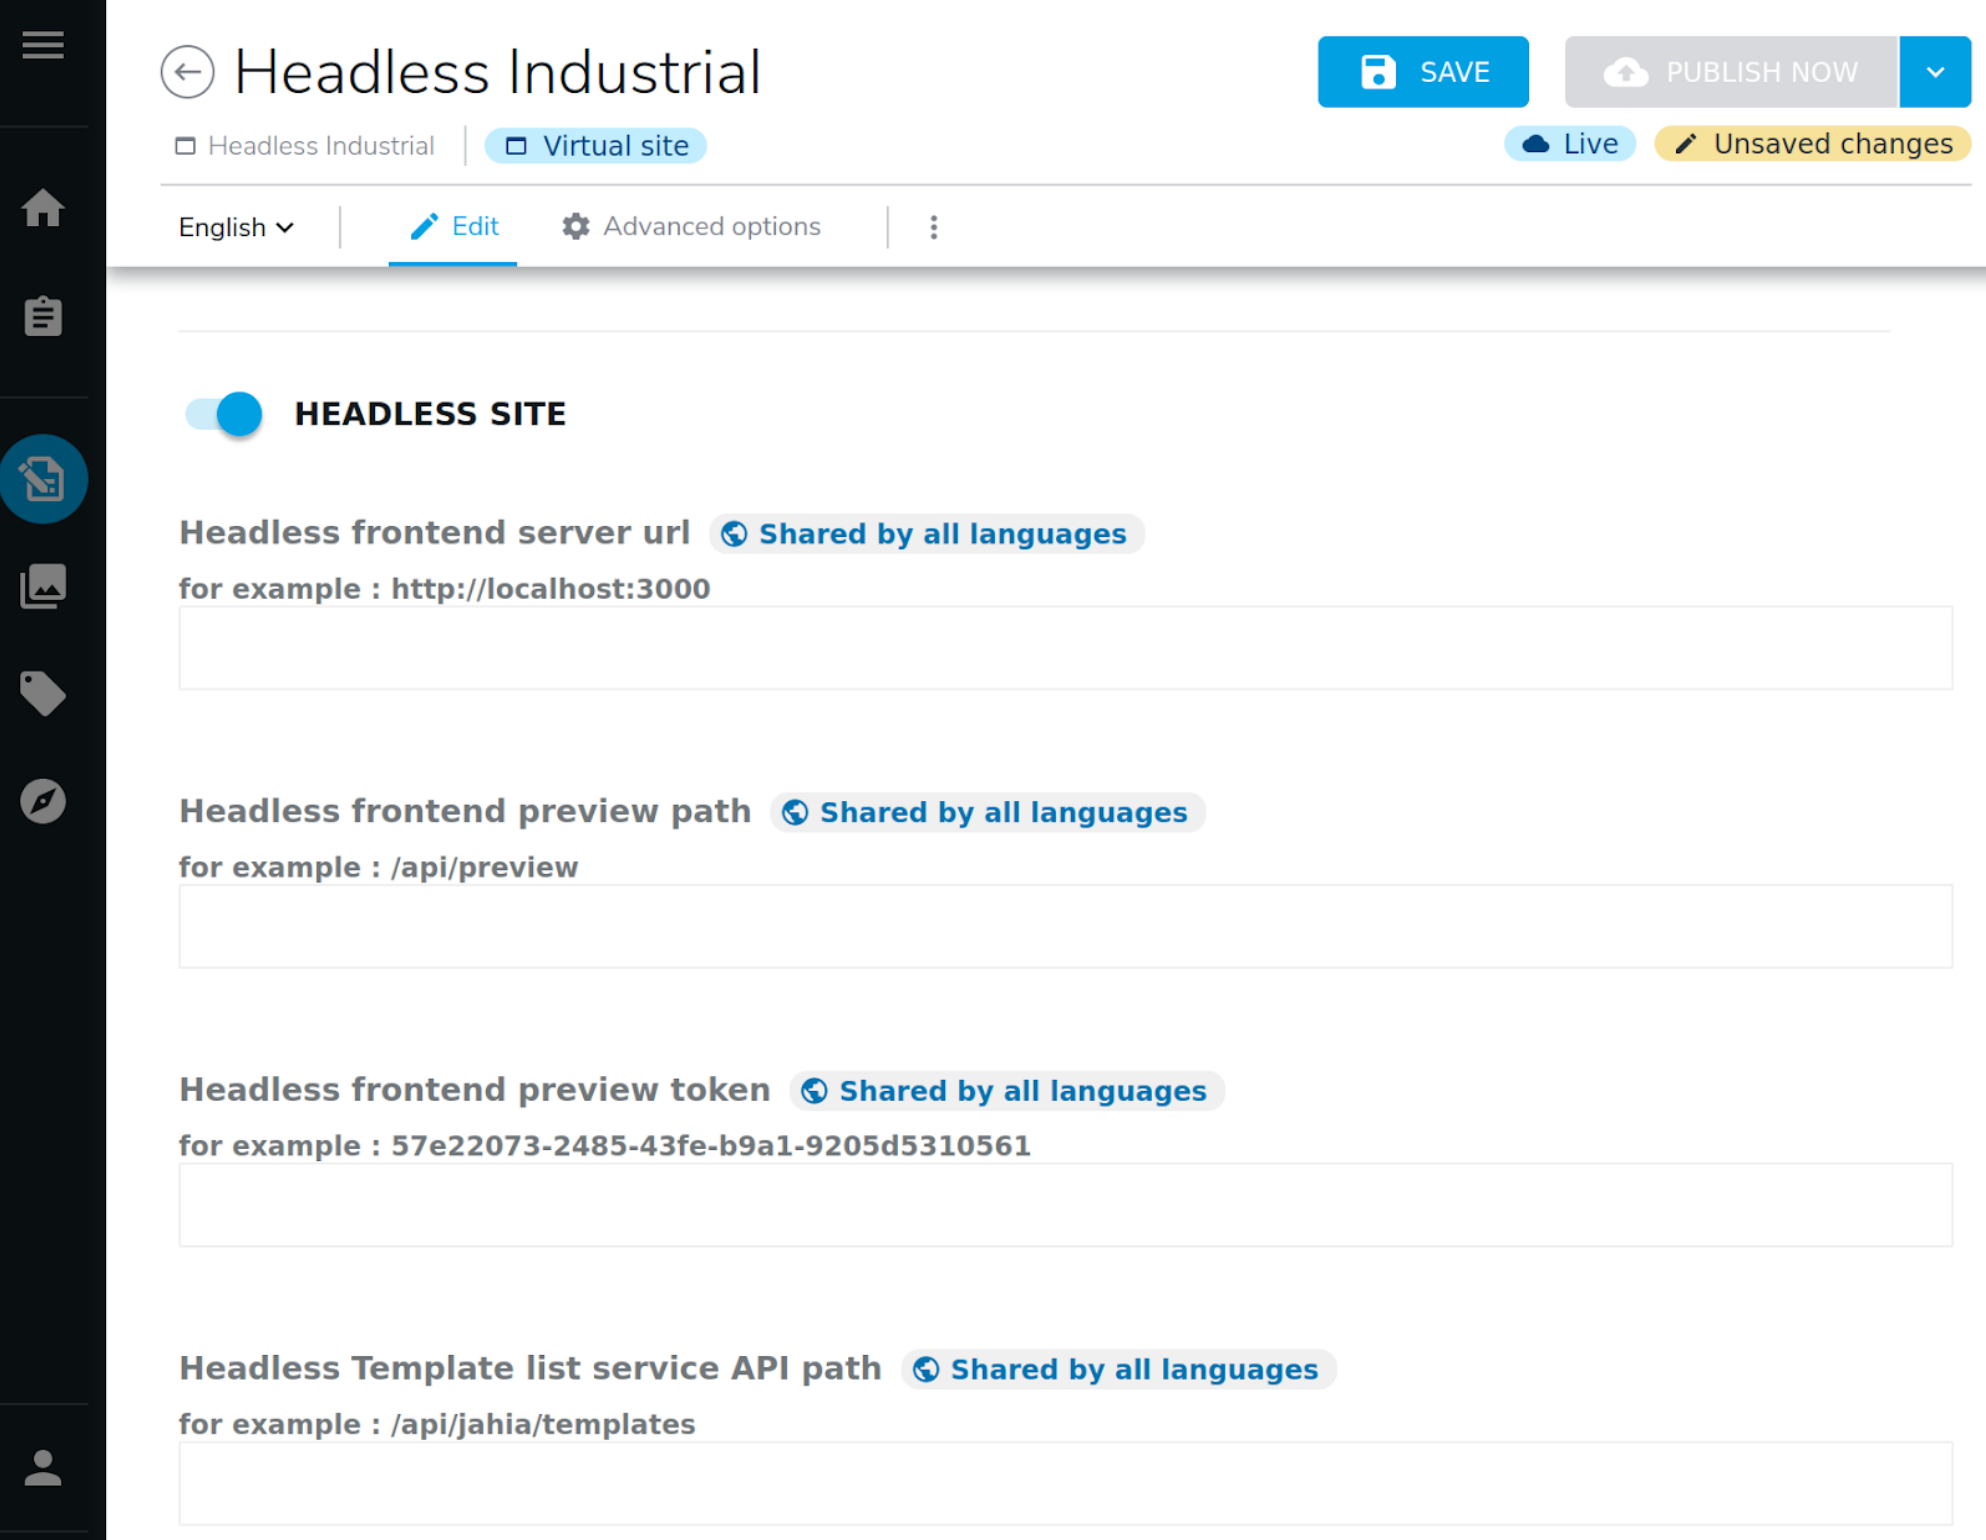 Headless Industrial
SAVE
PUBLISH NOW
Headless Industrial
Virtual site
Live
Unsaved changes
English
Edit
Advanced options
HEADLESS SITE
Headless frontend server url Shared by all languages
for example : http://localhost:3000
Headless frontend preview path Shared by all languages
for example : /api/preview
Headless frontend preview token Shared by all languages
for example : 57e22073-2485-43fe-b9a1-9205d5310561
Headless Template list service API path Shared by all languages
for example : /api/jahia/templates